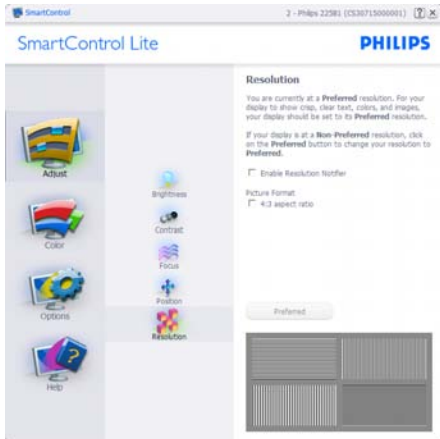 SmartControl
2 - Philips 225B1 (CS30715000001)
SmartControl Lite
PHILIPS
Adjust
Color
Options
Help
Brightness
Contrast
Focus
Position
Resolution
Resolution
You are currently at a Preferred resolution. For your
display to show crisp, clear text, colors, and images,
your display should be set to its Preferred resolution.
If your display is at a Non-Preferred resolution, click
on the Preferred button to change your resolution to
Preferred.
Enable Resolution Notifier
Picture Format
4:3 aspect ratio
Preferred